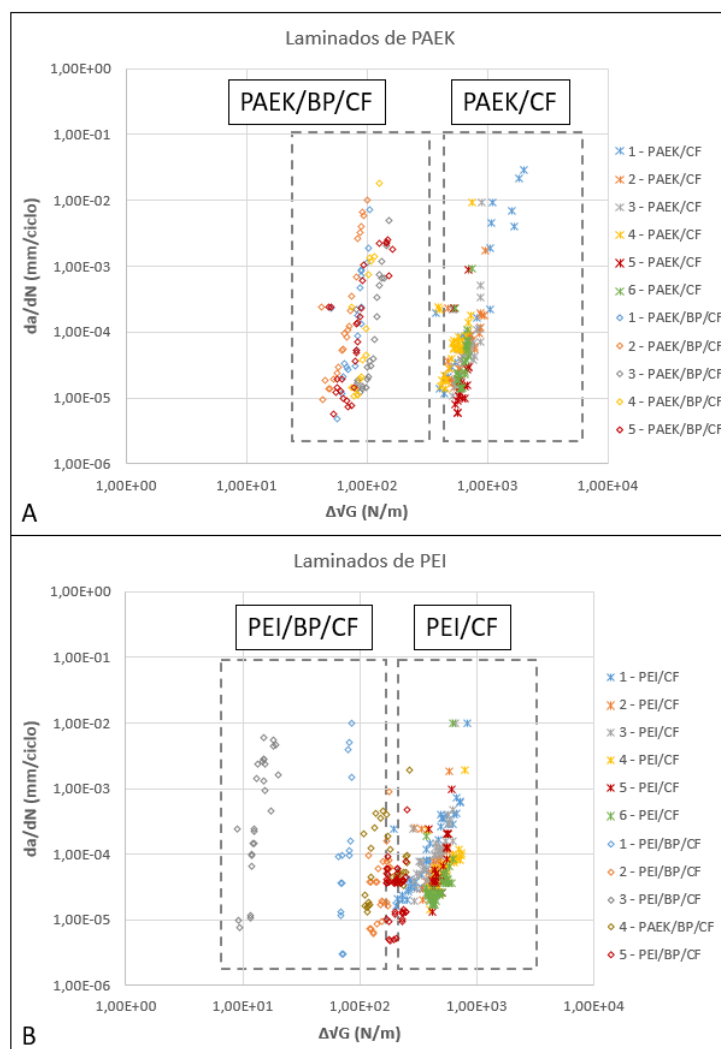 Laminados de PAEK
1,00E+00
PAEK/BP/CF
PAEK/CF
1,00E-01
1,00E-02
1,00E-03
1,00E-04
1,00E-05
1,00E-06
da/dN (mm/ciclo)
1,00E+00
1,00E+01
1,00E+02
1,00E+03
1,00E+04
Δ√G (N/m)
1 - PAEK/CF
2 - PAEK/CF
3 - PAEK/CF
4 - PAEK/CF
5 - PAEK/CF
6 - PAEK/CF
1 - PAEK/BP/CF
2 - PAEK/BP/CF
3 - PAEK/BP/CF
4 - PAEK/BP/CF
5 - PAEK/BP/CF
A
Laminados de PEI
1,00E+00
PEI/BP/CF
PEI/CF
1,00E-01
1,00E-02
1,00E-03
1,00E-04
1,00E-05
1,00E-06
da/dN (mm/ciclo)
1,00E+00
1,00E+01
1,00E+02
1,00E+03
1,00E+04
Δ√G (N/m)
1 - PEI/CF
2 - PEI/CF
3 - PEI/CF
4 - PEI/CF
5 - PEI/CF
6 - PEI/CF
1 - PEI/BP/CF
2 - PEI/BP/CF
3 - PEI/BP/CF
4 - PAEK/BP/CF
5 - PEI/BP/CF
B